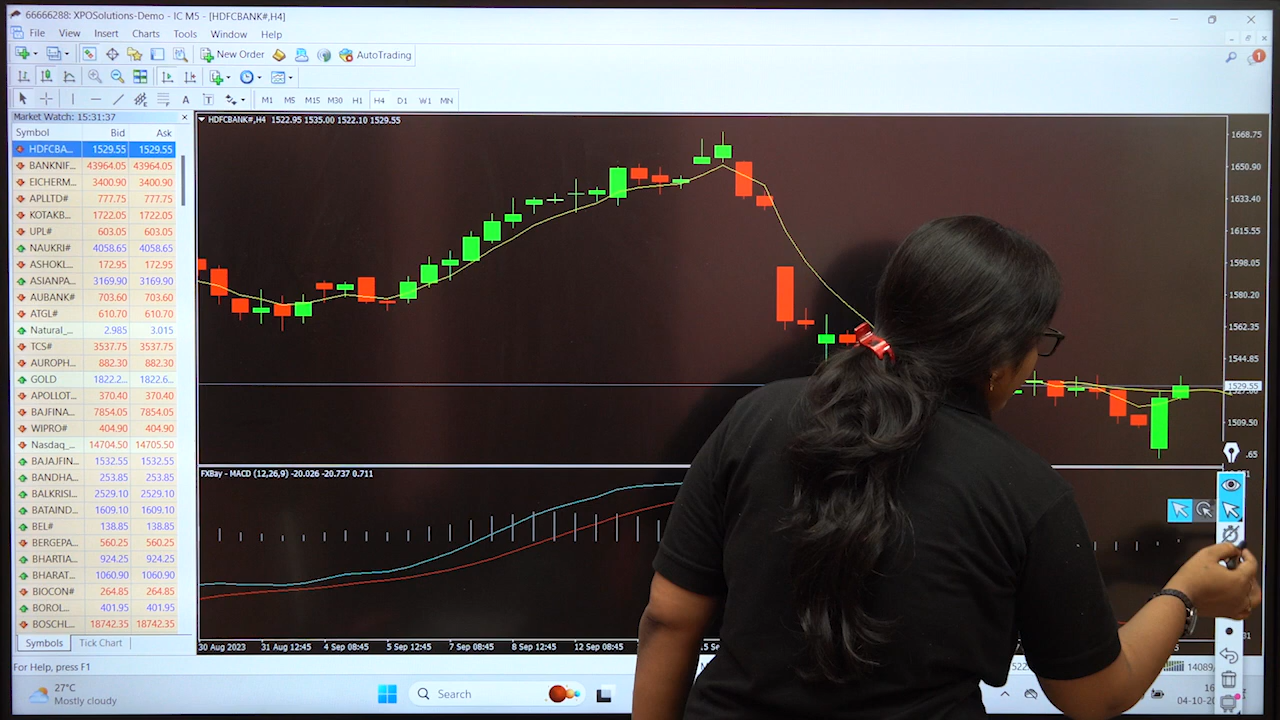 66666288: XPOSolutions-Demo - IC M5 - [HDFCBANK#,H4]
File View Insert Charts Tools Window Help
New Order AutoTrading
1
A T M1 M5 M15 M30 H1 H4 D1 W1 MN
Market Watch: 15:31:37
Symbol Bid Ask
HDFCBA... 1529.55 1529.55
BANKNIF... 43964.05 43964.05
EICHERM... 3400.90 3400.90
APLLTD# 777.75 777.75
KOTAKB... 1722.05 1722.05
UPL# 603.05 603.05
NAUKRI# 4058.65 4058.65
ASHOKL... 172.95 172.95
ASIANPA... 3169.90 3169.90
AUBANK# 703.60 703.60
ATGL# 610.70 610.70
Natural_... 2.985 3.015
TCS# 3537.75 3537.75
AUROPH... 882.30 882.30
GOLD 1822.2... 1822.6...
APOLLOT... 370.40 370.40
BAJFINA... 7854.05 7854.05
WIPRO# 404.90 404.90
Nasdaq_... 14704.50 14705.50
BAJAJFIN... 1532.55 1532.55
BANDHA... 253.85 253.85
BALKRISI... 2529.10 2529.10
BATAIND... 1609.10 1609.10
BEL# 138.85 138.85
BERGEPA... 560.25 560.25
BHARTIA... 924.25 924.25
BHARAT... 1060.90 1060.90
BIOCON# 264.85 264.85
BOROL... 401.95 401.95
BOSCHL... 18742.35 18742.35
Symbols Tick Chart
HDFCBANK#,H4 1522.95 1535.00 1522.10 1529.55
1668.75
1650.90
1633.40
1615.55
1598.05
1580.20
1562.35
1544.85
1529.55
1509.50
.65
FXBay - MACD (12,26,9) -20.026 -20.737 0.711
30 Aug 2023 31 Aug 12:45 4 Sep 08:45 5 Sep 12:45 7 Sep 08:45 8 Sep 12:45 12 Sep 08:45
For Help, press F1
14089/
27°C
Mostly cloudy
Search
04-10-20